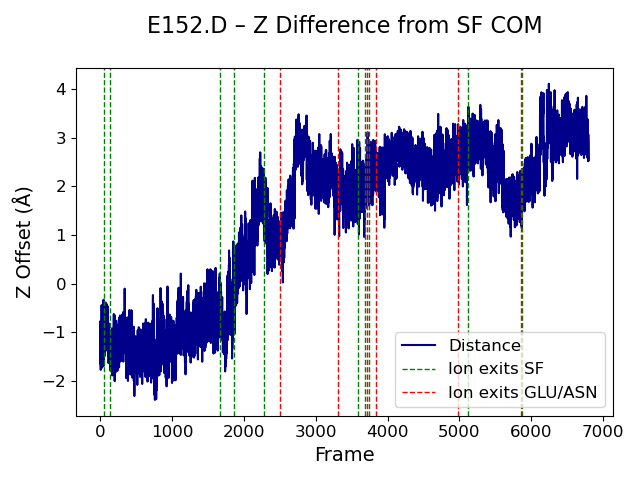 E152.D – Z Difference from SF COM
Z Offset (Å)
4
3
2
1
0
−1
−2
Distance
Ion exits SF
Ion exits GLU/ASN
0 1000 2000 3000 4000 5000 6000 7000
Frame